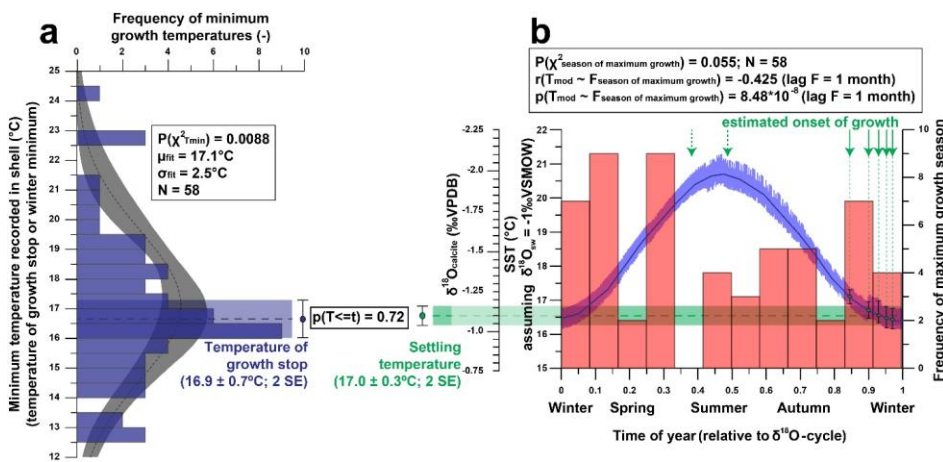 a
Frequency of minimum
growth temperatures (-)
0 2 4 6 8 10
Minimum temperature recorded in shell (°C)
(temperature of growth stop or winter minimum)
25
24
23
22
21
20
19
18
17
16
15
14
13
12
P(χ²Tmin) = 0.0088
μfit = 17.1°C
σfit = 2.5°C
N = 58
p(T<=t) = 0.72
Temperature of
growth stop
(16.9 ± 0.7ºC; 2 SE)
Settling
temperature
(17.0 ± 0.3ºC; 2 SE)
b
P(χ²season of maximum growth) = 0.055; N = 58
r(Tmod ~ Fseason of maximum growth) = -0.425 (lag F = 1 month)
p(Tmod ~ Fseason of maximum growth) = 8.48*10⁻⁸ (lag F = 1 month)
estimated onset of growth
δ¹⁸Ocalcite (‰VPDB)
-2.25
-2.0
-1.75
-1.5
-1.25
-1.0
-0.75
SST (°C)
assuming δ¹⁸Osw = -1‰VSMOW)
22
21
20
19
18
17
16
15
Frequency of maximum growth season
10
9
8
7
6
5
4
3
2
1
0
0 0.1 0.2 0.3 0.4 0.5 0.6 0.7 0.8 0.9 1
Winter Spring Summer Autumn Winter
Time of year (relative to δ¹⁸O-cycle)